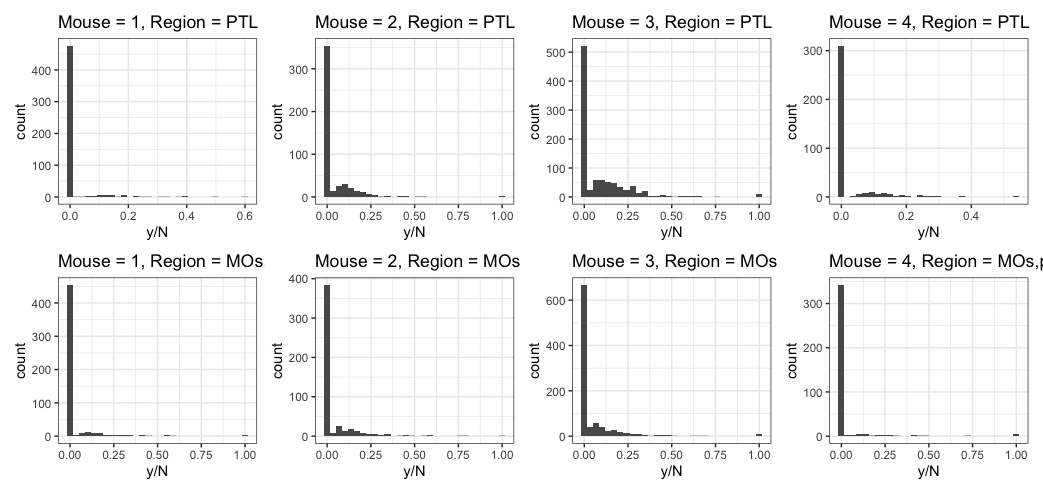 Mouse = 1, Region = PTL
Mouse = 2, Region = PTL
Mouse = 3, Region = PTL
Mouse = 4, Region = PTL
count
400
300
200
100
0
0.0 0.2 0.4 0.6
y/N
count
300
200
100
0
0.00 0.25 0.50 0.75 1.00
y/N
count
500
400
300
200
100
0
0.00 0.25 0.50 0.75 1.00
y/N
count
300
200
100
0
0.0 0.2 0.4
y/N
Mouse = 1, Region = MOs
Mouse = 2, Region = MOs
Mouse = 3, Region = MOs
Mouse = 4, Region = MOs,p
count
400
300
200
100
0
0.00 0.25 0.50 0.75 1.00
y/N
count
400
300
200
100
0
0.00 0.25 0.50 0.75 1.00
y/N
count
600
400
200
0
0.00 0.25 0.50 0.75 1.00
y/N
count
300
200
100
0
0.00 0.25 0.50 0.75 1.00
y/N